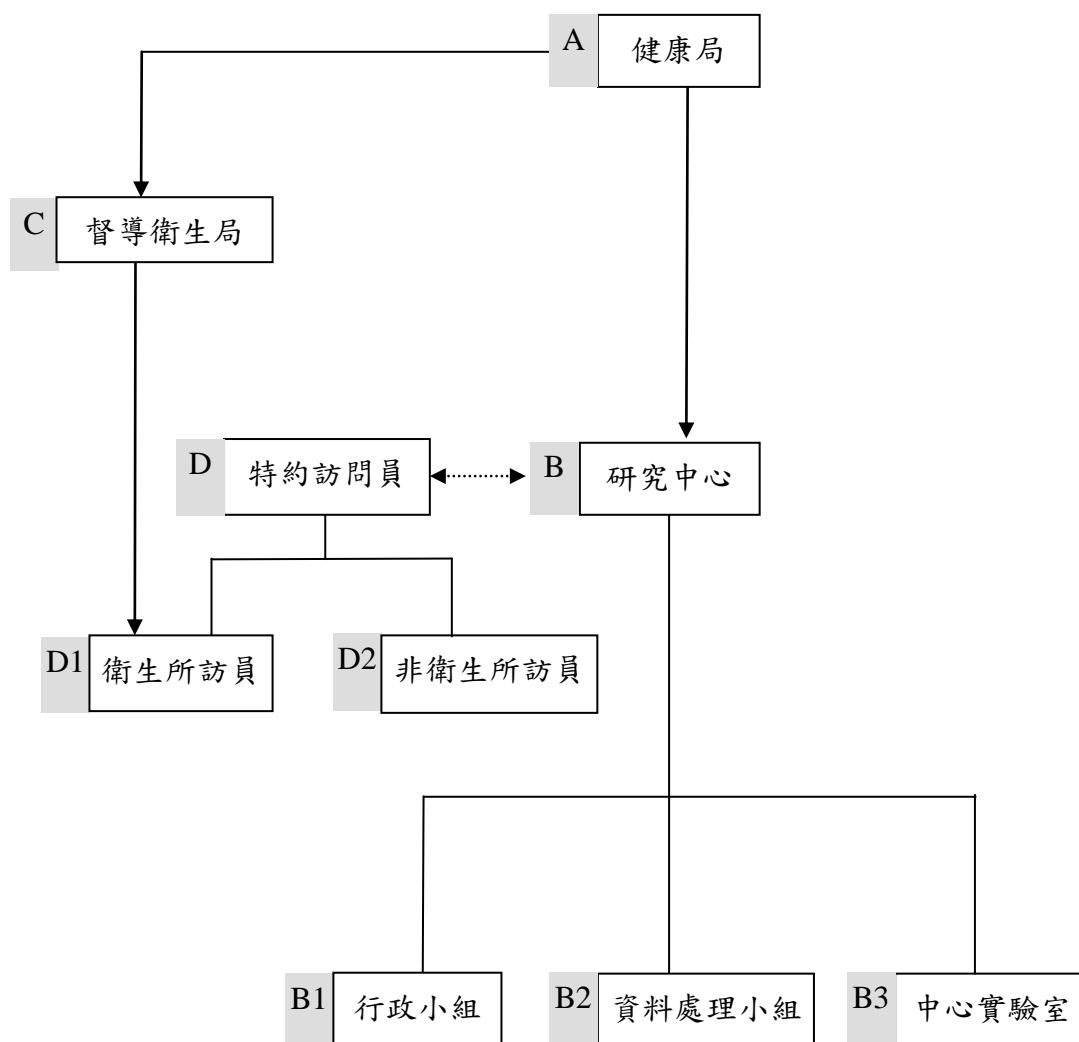 A 健康局
C 督導衛生局
D 特約訪問員
B 研究中心
D1 衛生所訪員
D2 非衛生所訪員
B1 行政小組
B2 資料處理小組
B3 中心實驗室